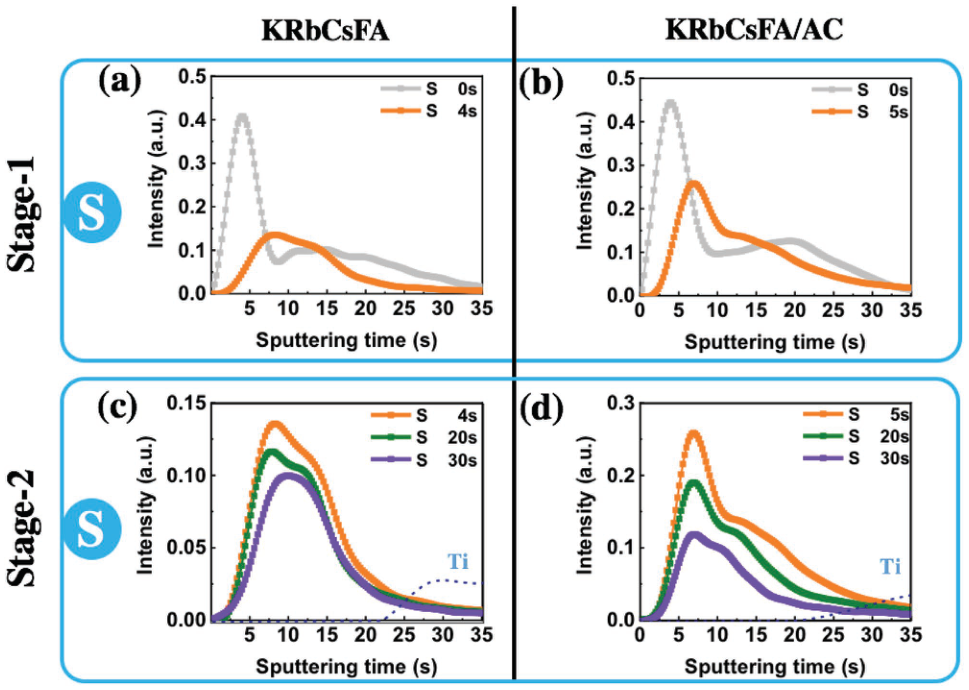 KRbCsFA
KRbCsFA/AC
Stage-1
S
(a)
0.5
0.4
0.3
0.2
0.1
0.0
Intensity (a.u.)
S 0s
S 4s
5 10 15 20 25 30 35
Sputtering time (s)
(b)
0.5
0.4
0.3
0.2
0.1
0.0
Intensity (a.u.)
S 0s
S 5s
0 5 10 15 20 25 30 35
Sputtering time (s)
Stage-2
S
(c)
0.15
0.10
0.05
0.00
Intensity (a.u.)
S 4s
S 20s
S 30s
Ti
5 10 15 20 25 30 35
Sputtering time (s)
(d)
0.3
0.2
0.1
0.0
Intensity (a.u.)
S 5s
S 20s
S 30s
Ti
0 5 10 15 20 25 30 35
Sputtering time (s)